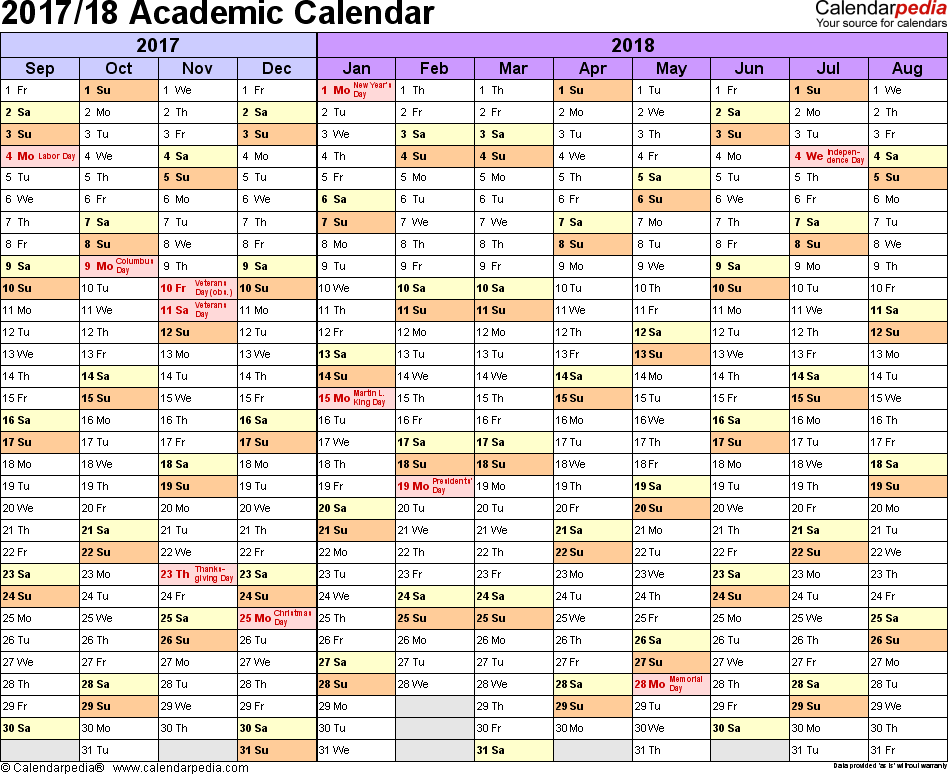 2017/18 Academic Calendar
Calendarpedia
Your source for calendars
2017 2018
Sep Oct Nov Dec Jan Feb Mar Apr May Jun Jul Aug
1 Fr 1 Su 1 We 1 Fr 1 Mo New Year's Day 1 Th 1 Th 1 Su 1 Tu 1 Fr 1 Su 1 We
2 Sa 2 Mo 2 Th 2 Sa 2 Tu 2 Fr 2 Fr 2 Mo 2 We 2 Sa 2 Mo 2 Th
3 Su 3 Tu 3 Fr 3 Su 3 We 3 Sa 3 Sa 3 Tu 3 Th 3 Su 3 Tu 3 Fr
4 Mo Labor Day 4 We 4 Sa 4 Mo 4 Th 4 Su 4 Su 4 We 4 Fr 4 Mo 4 We Indepen-dence Day 4 Sa
5 Tu 5 Th 5 Su 5 Tu 5 Fr 5 Mo 5 Mo 5 Th 5 Sa 5 Tu 5 Th 5 Su
6 We 6 Fr 6 Mo 6 We 6 Sa 6 Tu 6 Tu 6 Fr 6 Su 6 We 6 Fr 6 Mo
7 Th 7 Sa 7 Tu 7 Th 7 Su 7 We 7 We 7 Sa 7 Mo 7 Th 7 Sa 7 Tu
8 Fr 8 Su 8 We 8 Fr 8 Mo 8 Th 8 Th 8 Su 8 Tu 8 Fr 8 Su 8 We
9 Sa 9 Mo Columbus Day 9 Th 9 Sa 9 Tu 9 Fr 9 Fr 9 Mo 9 We 9 Sa 9 Mo 9 Th
10 Su 10 Tu 10 Fr Veterans Day (obs.) 10 Su 10 We 10 Sa 10 Sa 10 Tu 10 Th 10 Su 10 Tu 10 Fr
11 Mo 11 We 11 Sa Veterans Day 11 Mo 11 Th 11 Su 11 Su 11 We 11 Fr 11 Mo 11 We 11 Sa
12 Tu 12 Th 12 Su 12 Tu 12 Fr 12 Mo 12 Mo 12 Th 12 Sa 12 Tu 12 Th 12 Su
13 We 13 Fr 13 Mo 13 We 13 Sa 13 Tu 13 Tu 13 Fr 13 Su 13 We 13 Fr 13 Mo
14 Th 14 Sa 14 Tu 14 Th 14 Su 14 We 14 We 14 Sa 14 Mo 14 Th 14 Sa 14 Tu
15 Fr 15 Su 15 We 15 Fr 15 Mo Martin L. King Day 15 Th 15 Th 15 Su 15 Tu 15 Fr 15 Su 15 We
16 Sa 16 Mo 16 Th 16 Sa 16 Tu 16 Fr 16 Fr 16 Mo 16 We 16 Sa 16 Mo 16 Th
17 Su 17 Tu 17 Fr 17 Su 17 We 17 Sa 17 Sa 17 Tu 17 Th 17 Su 17 Tu 17 Fr
18 Mo 18 We 18 Sa 18 Mo 18 Th 18 Su 18 Su 18 We 18 Fr 18 Mo 18 We 18 Sa
19 Tu 19 Th 19 Su 19 Tu 19 Fr 19 Mo Presidents' Day 19 Mo 19 Th 19 Sa 19 Tu 19 Th 19 Su
20 We 20 Fr 20 Mo 20 We 20 Sa 20 Tu 20 Tu 20 Fr 20 Su 20 We 20 Fr 20 Mo
21 Th 21 Sa 21 Tu 21 Th 21 Su 21 We 21 We 21 Sa 21 Mo 21 Th 21 Sa 21 Tu
22 Fr 22 Su 22 We 22 Fr 22 Mo 22 Th 22 Th 22 Su 22 Tu 22 Fr 22 Su 22 We
23 Sa 23 Mo 23 Th Thanks-giving Day 23 Sa 23 Tu 23 Fr 23 Fr 23 Mo 23 We 23 Sa 23 Mo 23 Th
24 Su 24 Tu 24 Fr 24 Su 24 We 24 Sa 24 Sa 24 Tu 24 Th 24 Su 24 Tu 24 Fr
25 Mo 25 We 25 Sa 25 Mo Christmas Day 25 Th 25 Su 25 Su 25 We 25 Fr 25 Mo 25 We 25 Sa
26 Tu 26 Th 26 Su 26 Tu 26 Fr 26 Mo 26 Mo 26 Th 26 Sa 26 Tu 26 Th 26 Su
27 We 27 Fr 27 Mo 27 We 27 Sa 27 Tu 27 Tu 27 Fr 27 Su 27 We 27 Fr 27 Mo
28 Th 28 Sa 28 Tu 28 Th 28 Su 28 We 28 We 28 Sa 28 Mo Memorial Day 28 Th 28 Sa 28 Tu
29 Fr 29 Su 29 We 29 Fr 29 Mo 29 Th 29 Su 29 Tu 29 Fr 29 Su 29 We
30 Sa 30 Mo 30 Th 30 Sa 30 Tu 30 Fr 30 Mo 30 We 30 Sa 30 Mo 30 Th
31 Tu 31 Su 31 We 31 Sa 31 Th 31 Tu 31 Fr
© Calendarpedia® www.calendarpedia.com Data provided 'as is' without warranty